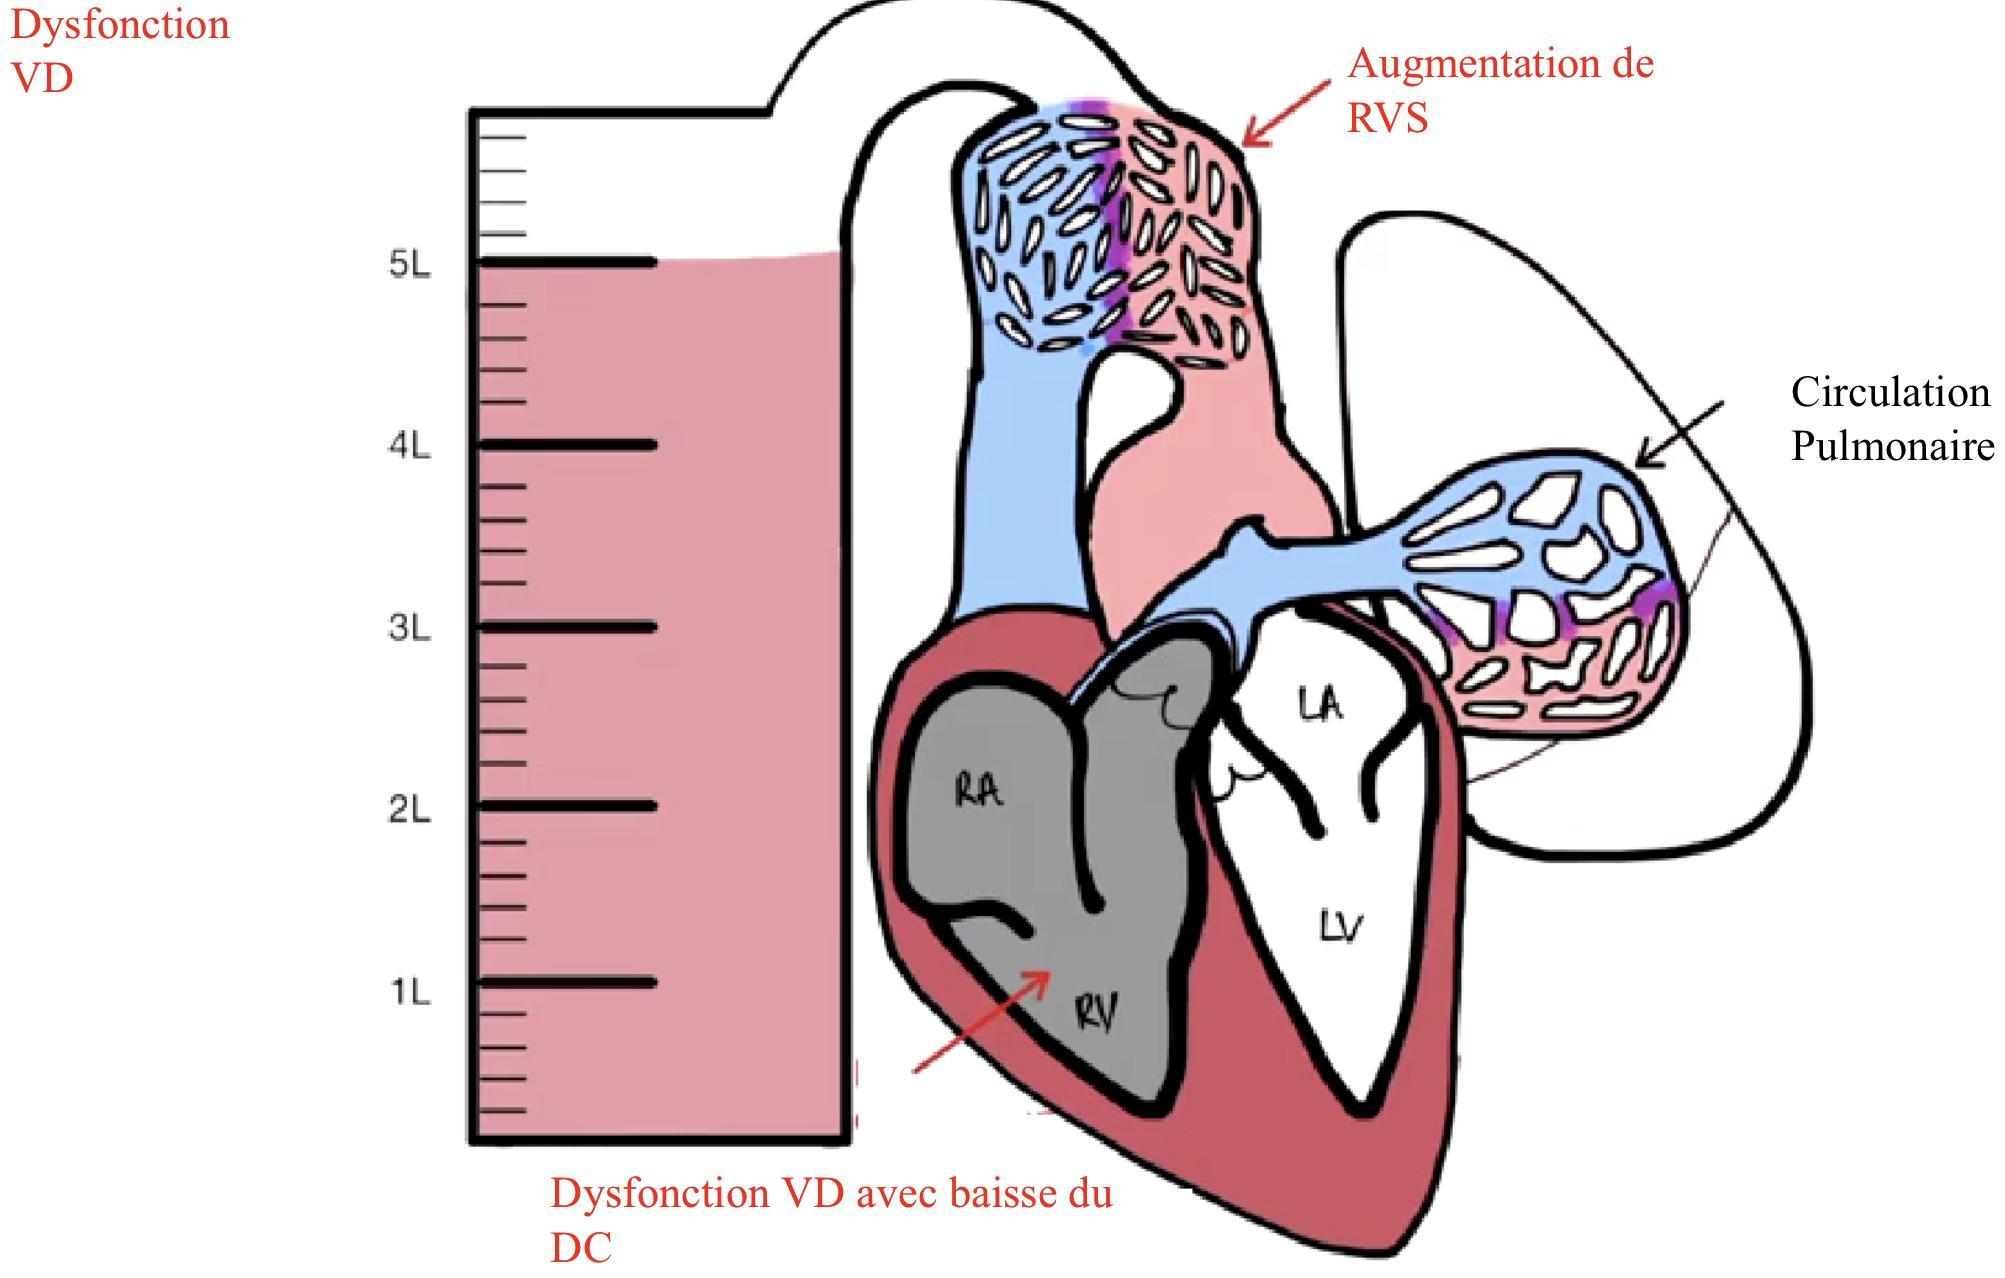 Dysfonction
VD
Augmentation de
RVS
5L
Circulation
Pulmonaire
4L
3L
LA
RA
2L
LV
1L
RV
Dysfonction VD avec baisse du
DC